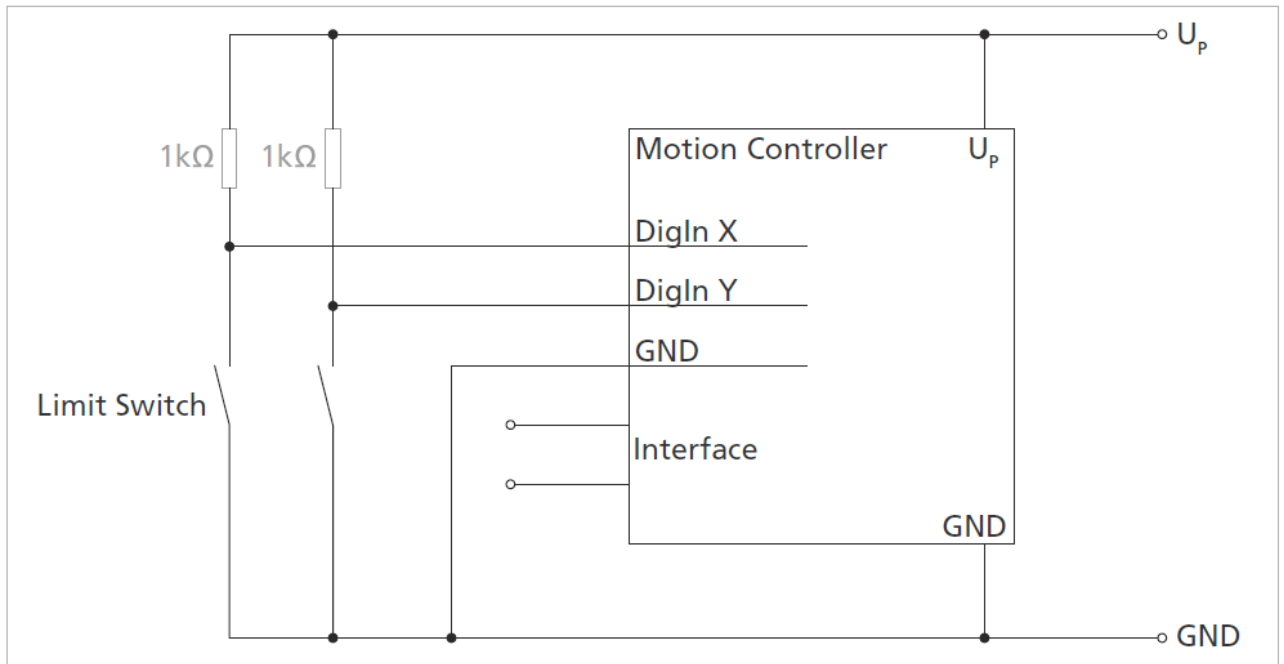 U_P
1kΩ
1kΩ
Motion Controller
U_P
DigIn X
DigIn Y
GND
Limit Switch
Interface
GND
GND